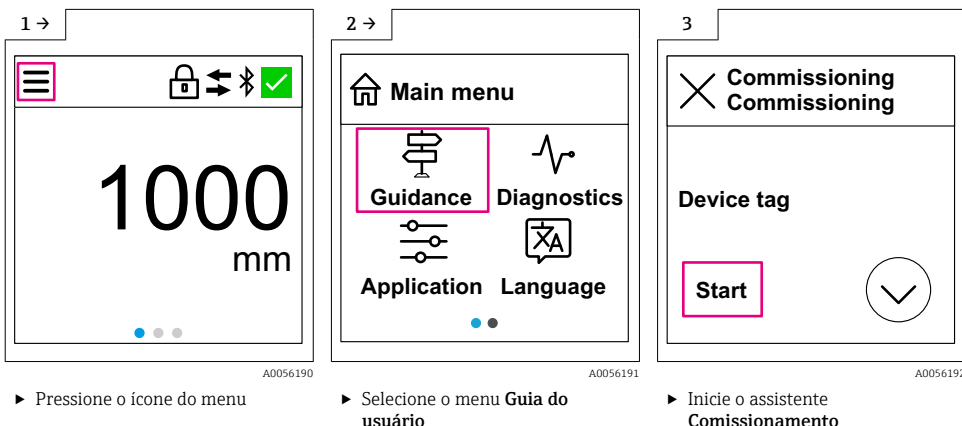 1 →
1000
mm
A0056190
▸ Pressione o ícone do menu
2 →
Main menu
Guidance
Diagnostics
Application
Language
A0056191
▸ Selecione o menu Guia do
usuário
3
Commissioning
Commissioning
Device tag
Start
A0056192
▸ Inicie o assistente
Comissionamento